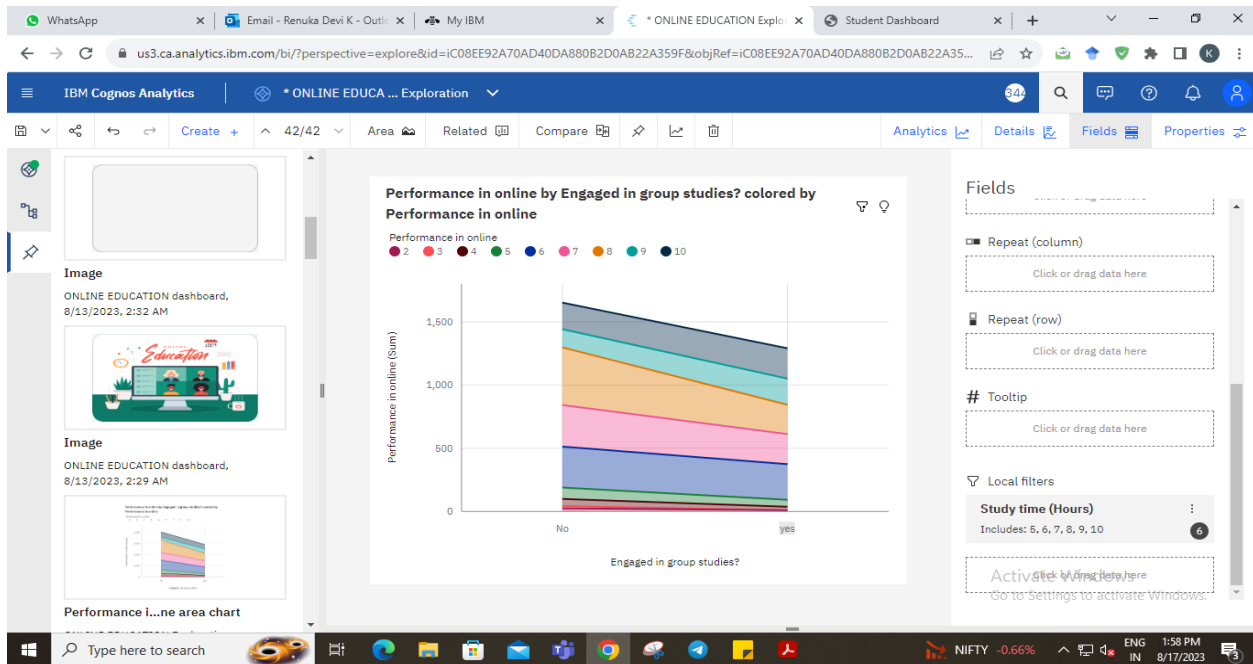 WhatsApp
Email - Renuka Devi K - Outlo
My IBM
* ONLINE EDUCATION Explo
Student Dashboard
us3.ca.analytics.ibm.com/bi/?perspective=explore&id=iC08EE92A70AD40DA880B2D0AB22A359F&objRef=iC08EE92A70AD40DA880B2D0AB22A35...
K
IBM Cognos Analytics
* ONLINE EDUCA ... Exploration
344
Create +
42/42
Area
Related
Compare
Analytics
Details
Fields
Properties
Image
ONLINE EDUCATION dashboard,
8/13/2023, 2:32 AM
ONLINE
Education
Image
ONLINE EDUCATION dashboard,
8/13/2023, 2:29 AM
Performance i...ne area chart
Performance in online by Engaged in group studies? colored by
Performance in online
Performance in online
2 3 4 5 6 7 8 9 10
Performance in online (Sum)
1,500
1,000
500
0
No
yes
Engaged in group studies?
Fields
Repeat (column)
Click or drag data here
Repeat (row)
Click or drag data here
# Tooltip
Click or drag data here
Local filters
Study time (Hours)
Includes: 5, 6, 7, 8, 9, 10
6
Click or drag data here
Activate Windows
Go to Settings to activate Windows.
Type here to search
NIFTY -0.66%
ENG
IN
1:58 PM
8/17/2023
3